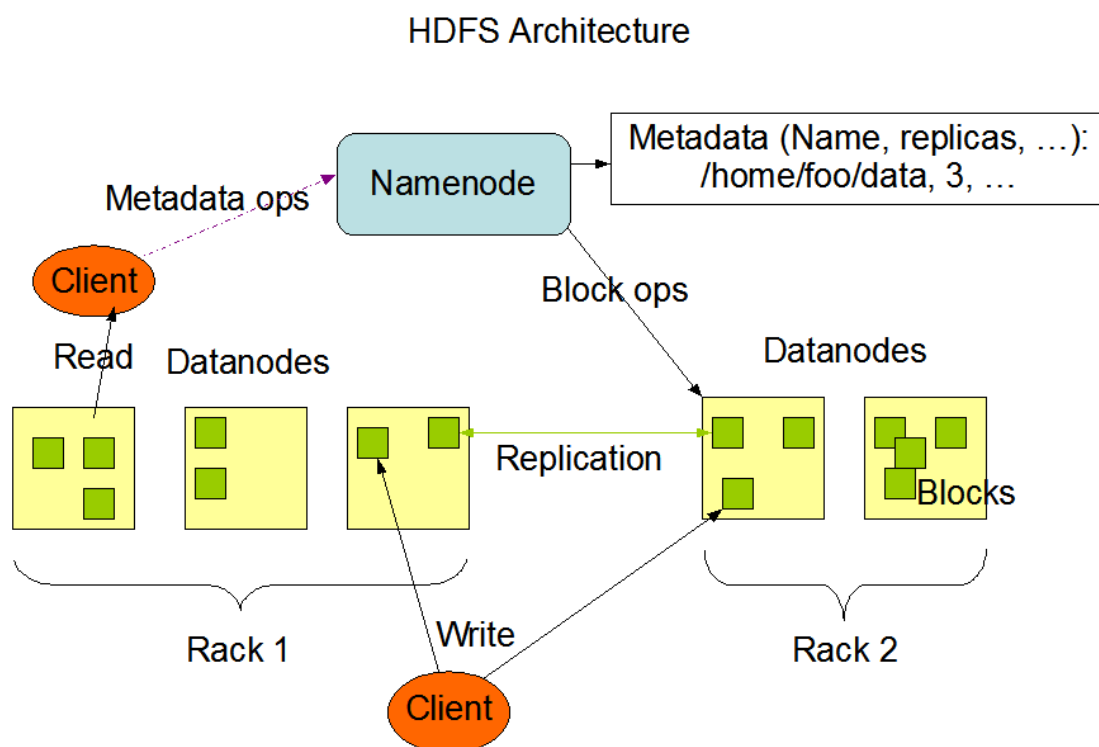 HDFS Architecture
Metadata (Name, replicas, …):
/home/foo/data, 3, …
Namenode
Metadata ops
Client
Block ops
Read
Datanodes
Datanodes
Replication
Blocks
Rack 1
Write
Rack 2
Client